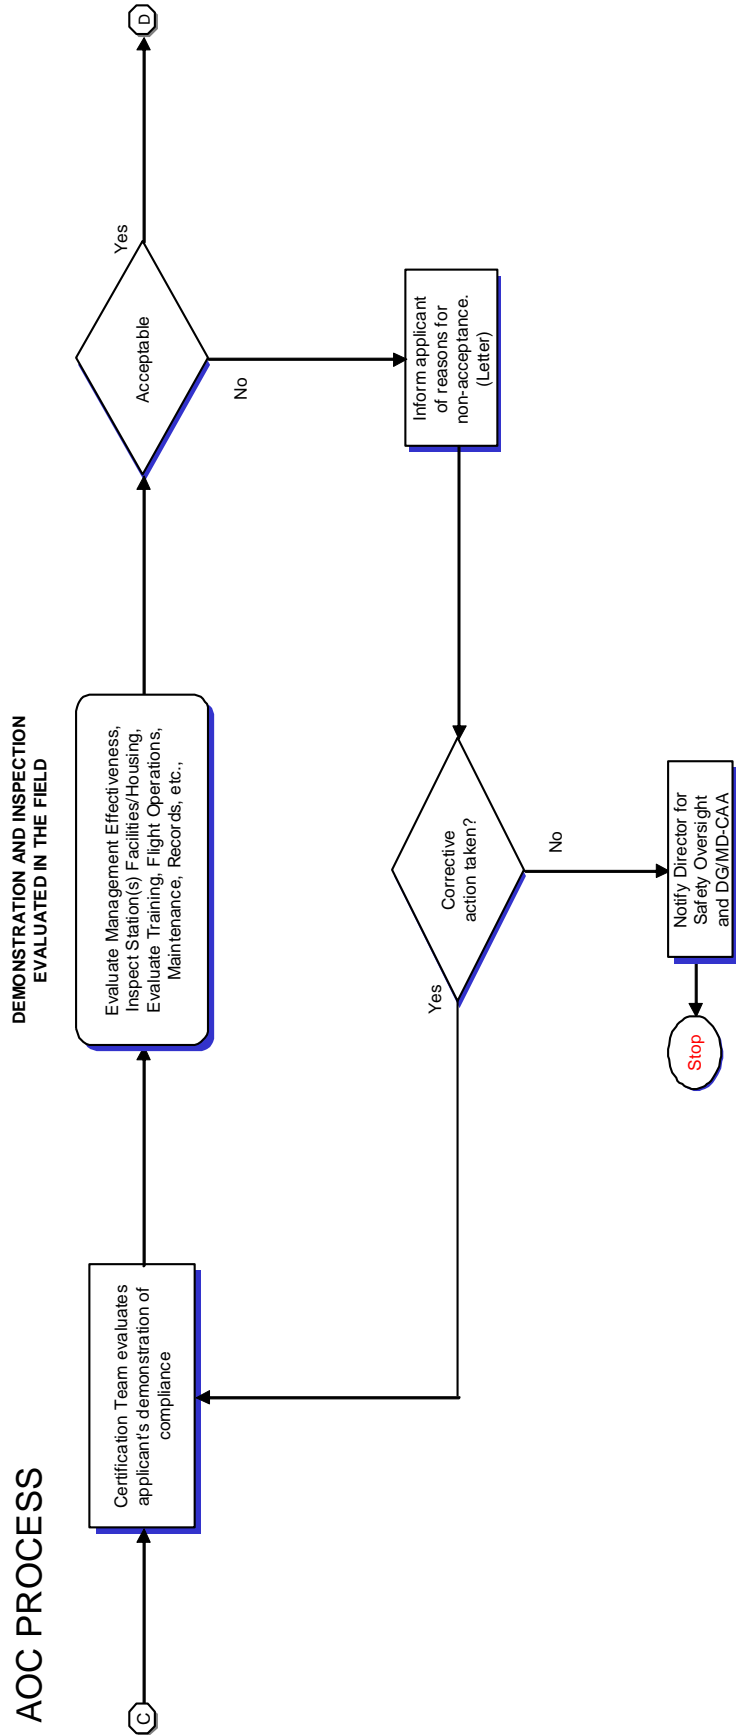 AOC PROCESS
DEMONSTRATION AND INSPECTION
EVALUATED IN THE FIELD
C
Certification Team evaluates
applicant's demonstration of
compliance
Evaluate Management Effectiveness,
Inspect Station(s) Facilities/Housing,
Evaluate Training, Flight Operations,
Maintenance, Records, etc.,
Acceptable
Yes
D
No
Inform applicant
of reasons for
non-acceptance.
(Letter)
Corrective
action taken?
Yes
No
Notify Director for
Safety Oversight
and DG/MD-CAA
Stop